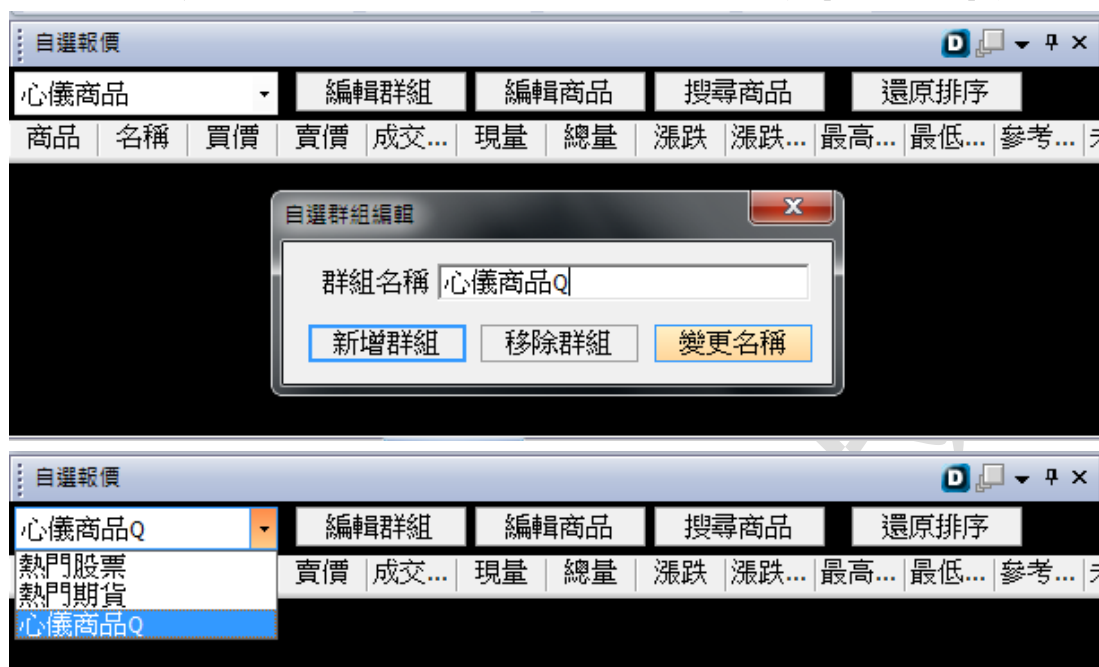 自選報價 D
心儀商品 編輯群組 編輯商品 搜尋商品 還原排序
商品 名稱 買價 賣價 成交... 現量 總量 漲跌 漲跌... 最高... 最低... 參考...
自選群組編輯
群組名稱 心儀商品Q
新增群組 移除群組 變更名稱
自選報價 D
心儀商品Q 編輯群組 編輯商品 搜尋商品 還原排序
賣價 成交... 現量 總量 漲跌 漲跌... 最高... 最低... 參考...
熱門股票
熱門期貨
心儀商品Q